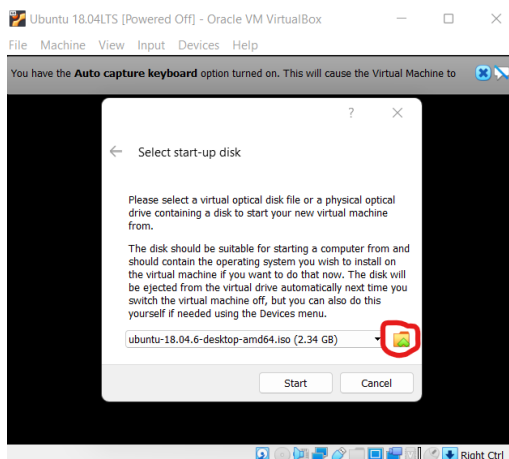 Ubuntu 18.04LTS [Powered Off] - Oracle VM VirtualBox
File Machine View Input Devices Help
You have the Auto capture keyboard option turned on. This will cause the Virtual Machine to
?
Select start-up disk
Please select a virtual optical disk file or a physical optical
drive containing a disk to start your new virtual machine
from.
The disk should be suitable for starting a computer from and
should contain the operating system you wish to install on
the virtual machine if you want to do that now. The disk will
be ejected from the virtual drive automatically next time you
switch the virtual machine off, but you can also do this
yourself if needed using the Devices menu.
ubuntu-18.04.6-desktop-amd64.iso (2.34 GB)
Start Cancel
Right Ctrl